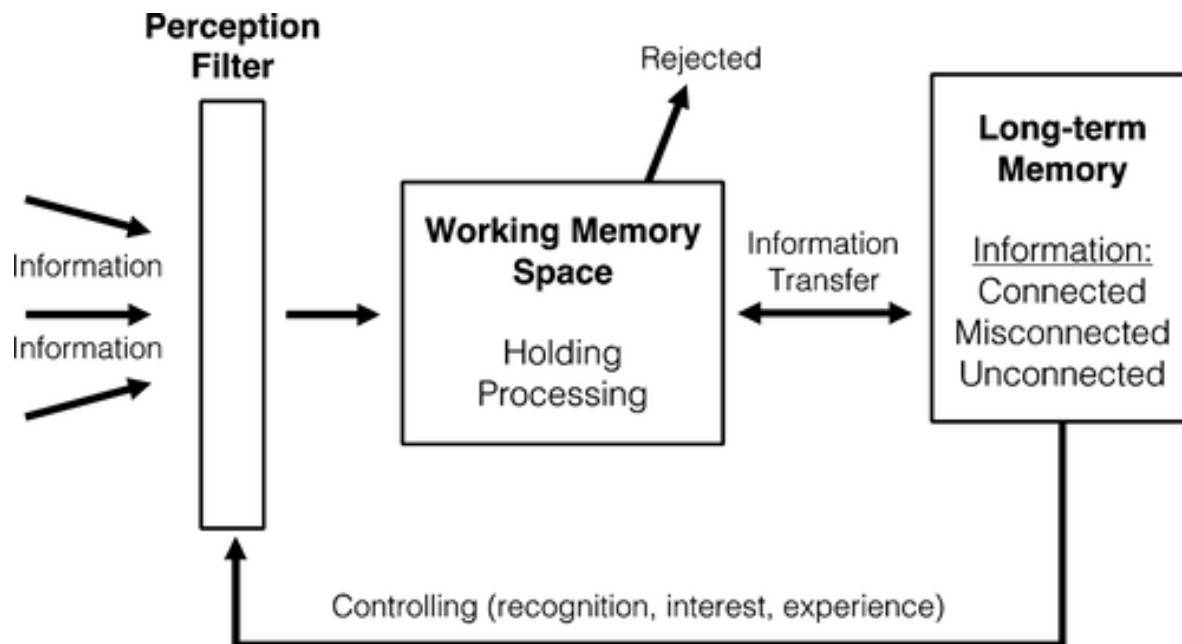 Perception
Filter
Information
Information
Rejected
Working Memory
Space
Holding
Processing
Information
Transfer
Long-term
Memory
Information:
Connected
Misconnected
Unconnected
Controlling (recognition, interest, experience)